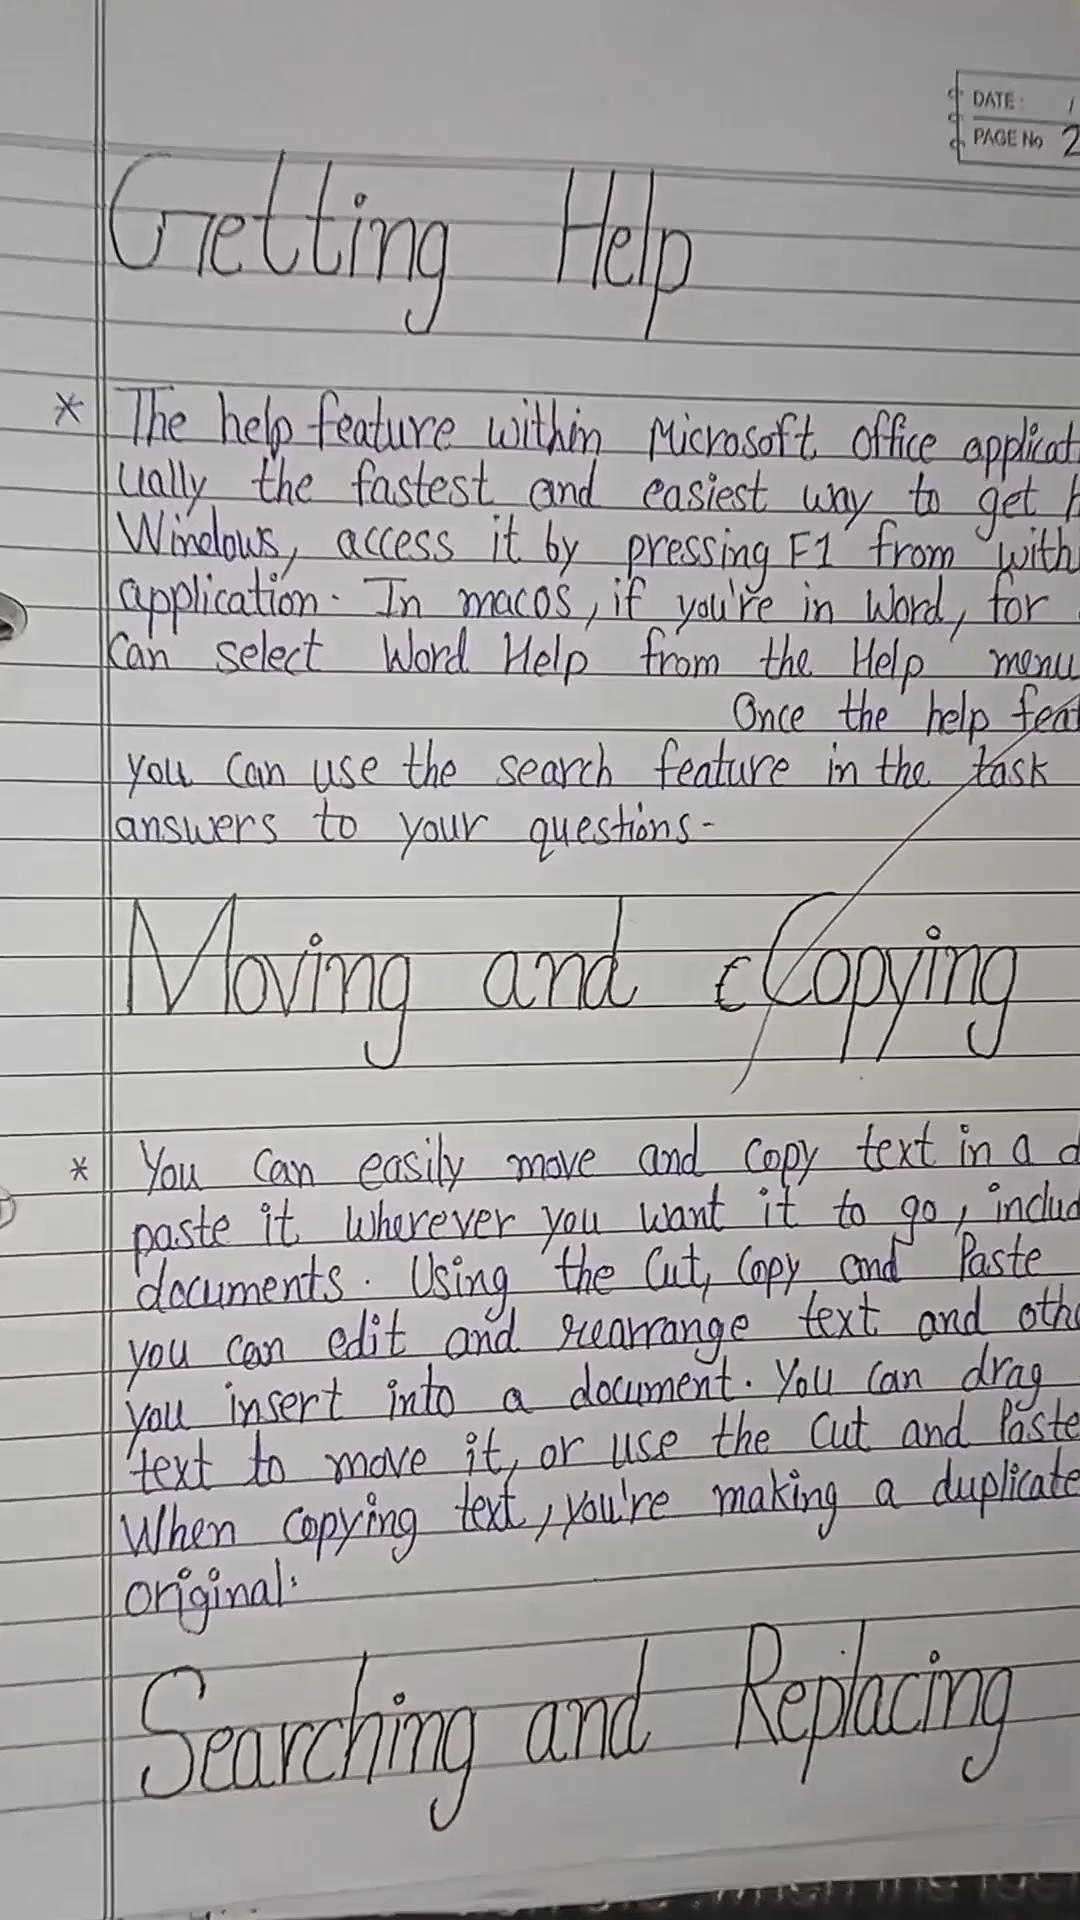 DATE: /
PAGE No 2
Getting Help
* The help feature within Microsoft office applicat
ually the fastest and easiest way to get h
Windows, access it by pressing F1 from with
application. In macos, if you're in Word, for
Can select Word Help from the Help menu
Once the help feat
you can use the search feature in the task
answers to your questions-
Moving and Copying
* You can easily move and copy text in a d
paste it wherever you want it to go, includ
documents. Using the Cut, Copy and Paste
you can edit and rearrange text and othe
you insert into a document. You can drag
text to move it, or use the cut and Paste
When copying text, you're making a duplicate
original.
Searching and Replacing